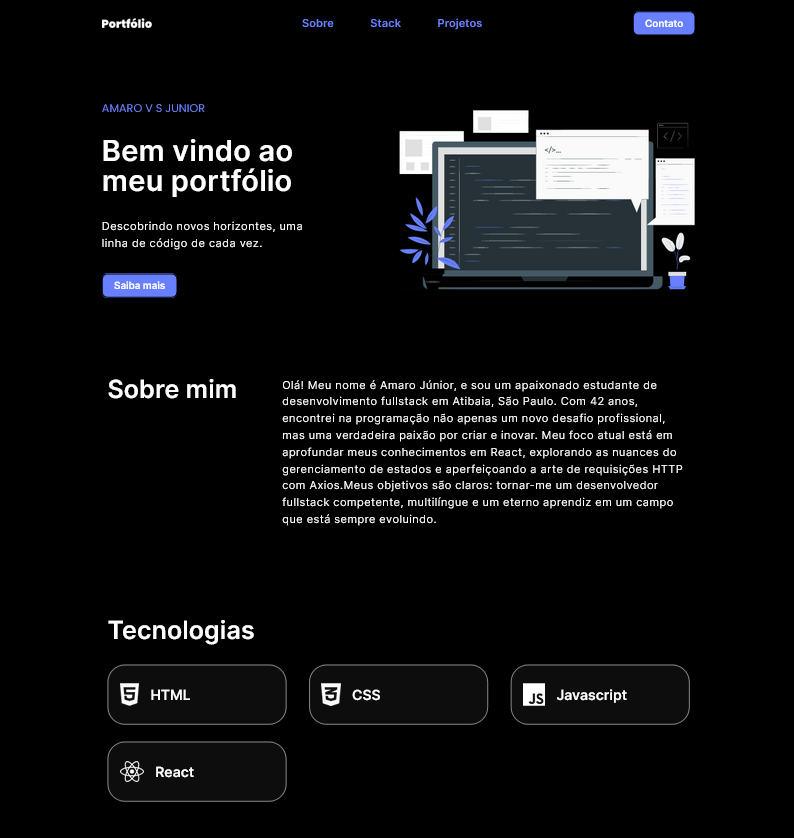 Portfólio
Sobre
Stack
Projetos
Contato
AMARO V S JUNIOR
Bem vindo ao
meu portfólio
Descobrindo novos horizontes, uma
linha de código de cada vez.
Saiba mais
</>...
</>
Sobre mim
Olá! Meu nome é Amaro Júnior, e sou um apaixonado estudante de
desenvolvimento fullstack em Atibaia, São Paulo. Com 42 anos,
encontrei na programação não apenas um novo desafio profissional,
mas uma verdadeira paixão por criar e inovar. Meu foco atual está em
aprofundar meus conhecimentos em React, explorando as nuances do
gerenciamento de estados e aperfeiçoando a arte de requisições HTTP
com Axios.Meus objetivos são claros: tornar-me um desenvolvedor
fullstack competente, multilíngue e um eterno aprendiz em um campo
que está sempre evoluindo.
Tecnologias
5 HTML
3 CSS
JS Javascript
React